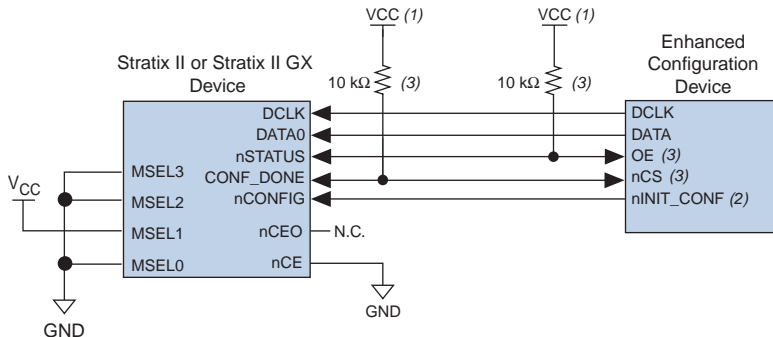 VCC (1)
VCC (1)
Stratix II or Stratix II GX
Device
10 kΩ
(3)
10 kΩ
(3)
Enhanced
Configuration
Device
DCLK
DATA0
nSTATUS
CONF_DONE
nCONFIG
nCEO
nCE
MSEL3
MSEL2
MSEL1
MSEL0
VCC
GND
N.C.
GND
DCLK
DATA
OE (3)
nCS (3)
nINIT_CONF (2)